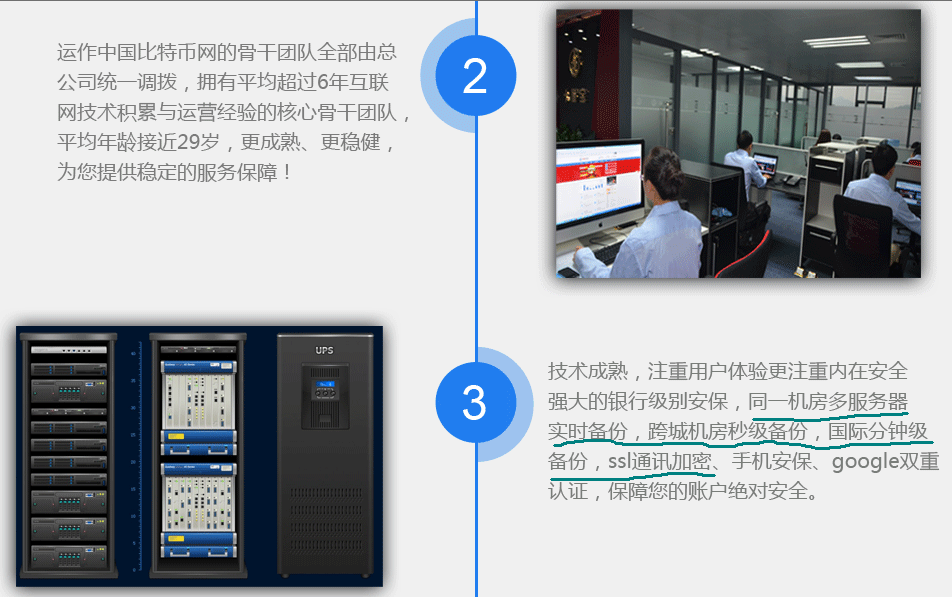 运作中国比特币网的骨干团队全部由总
公司统一调拨，拥有平均超过6年互联
网技术积累与运营经验的核心骨干团队，
平均年龄接近29岁，更成熟、更稳健，
为您提供稳定的服务保障！
2
UPS
3
技术成熟，注重用户体验更注重内在安全
强大的银行级别安保，同一机房多服务器
实时备份，跨城机房秒级备份，国际分钟级
备份，ssl通讯加密、手机安保、google双重
认证，保障您的账户绝对安全。